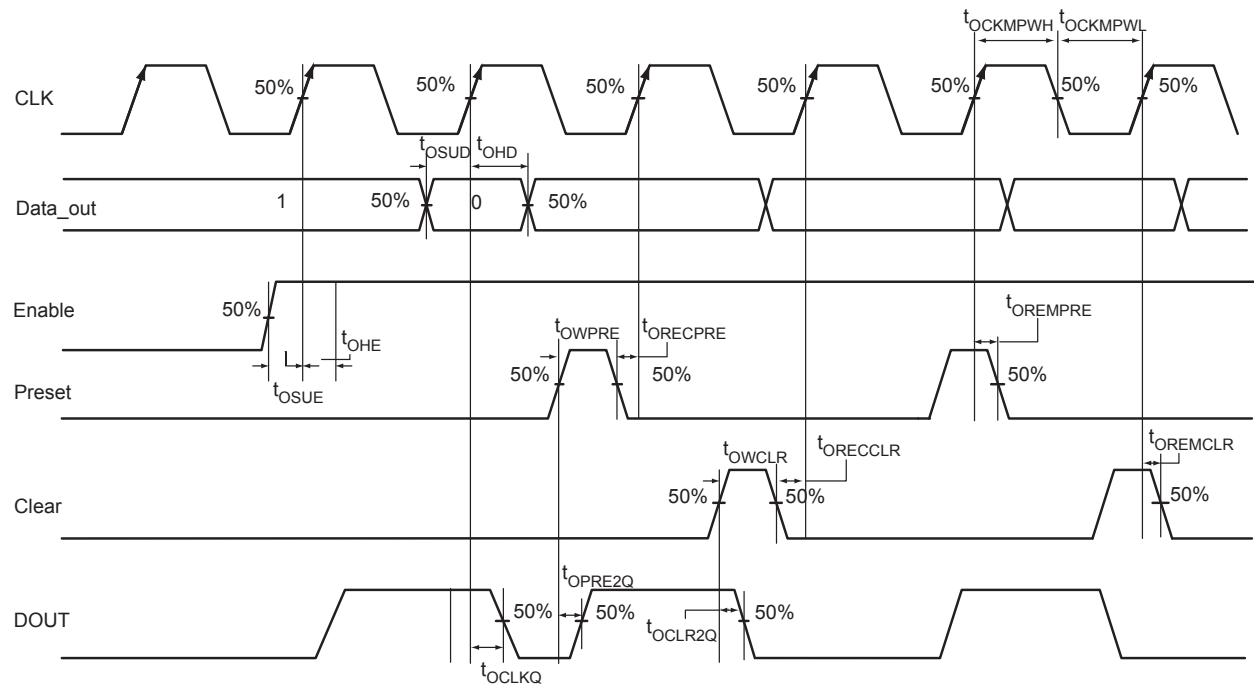 tOCKMPWH tOCKMPWL
CLK 50% 50% 50% 50% 50% 50% 50%
tOSUD tOHD
Data_out 1 50% 0 50%
Enable 50%
tOHE tOWPRE tORECPRE tOREMPRE
tOSUE
Preset 50% 50% 50%
tOWCLR tORECCLR tOREMCLR
Clear 50% 50% 50%
tOPRE2Q
DOUT 50% 50% tOCLR2Q 50%
tOCLKQ